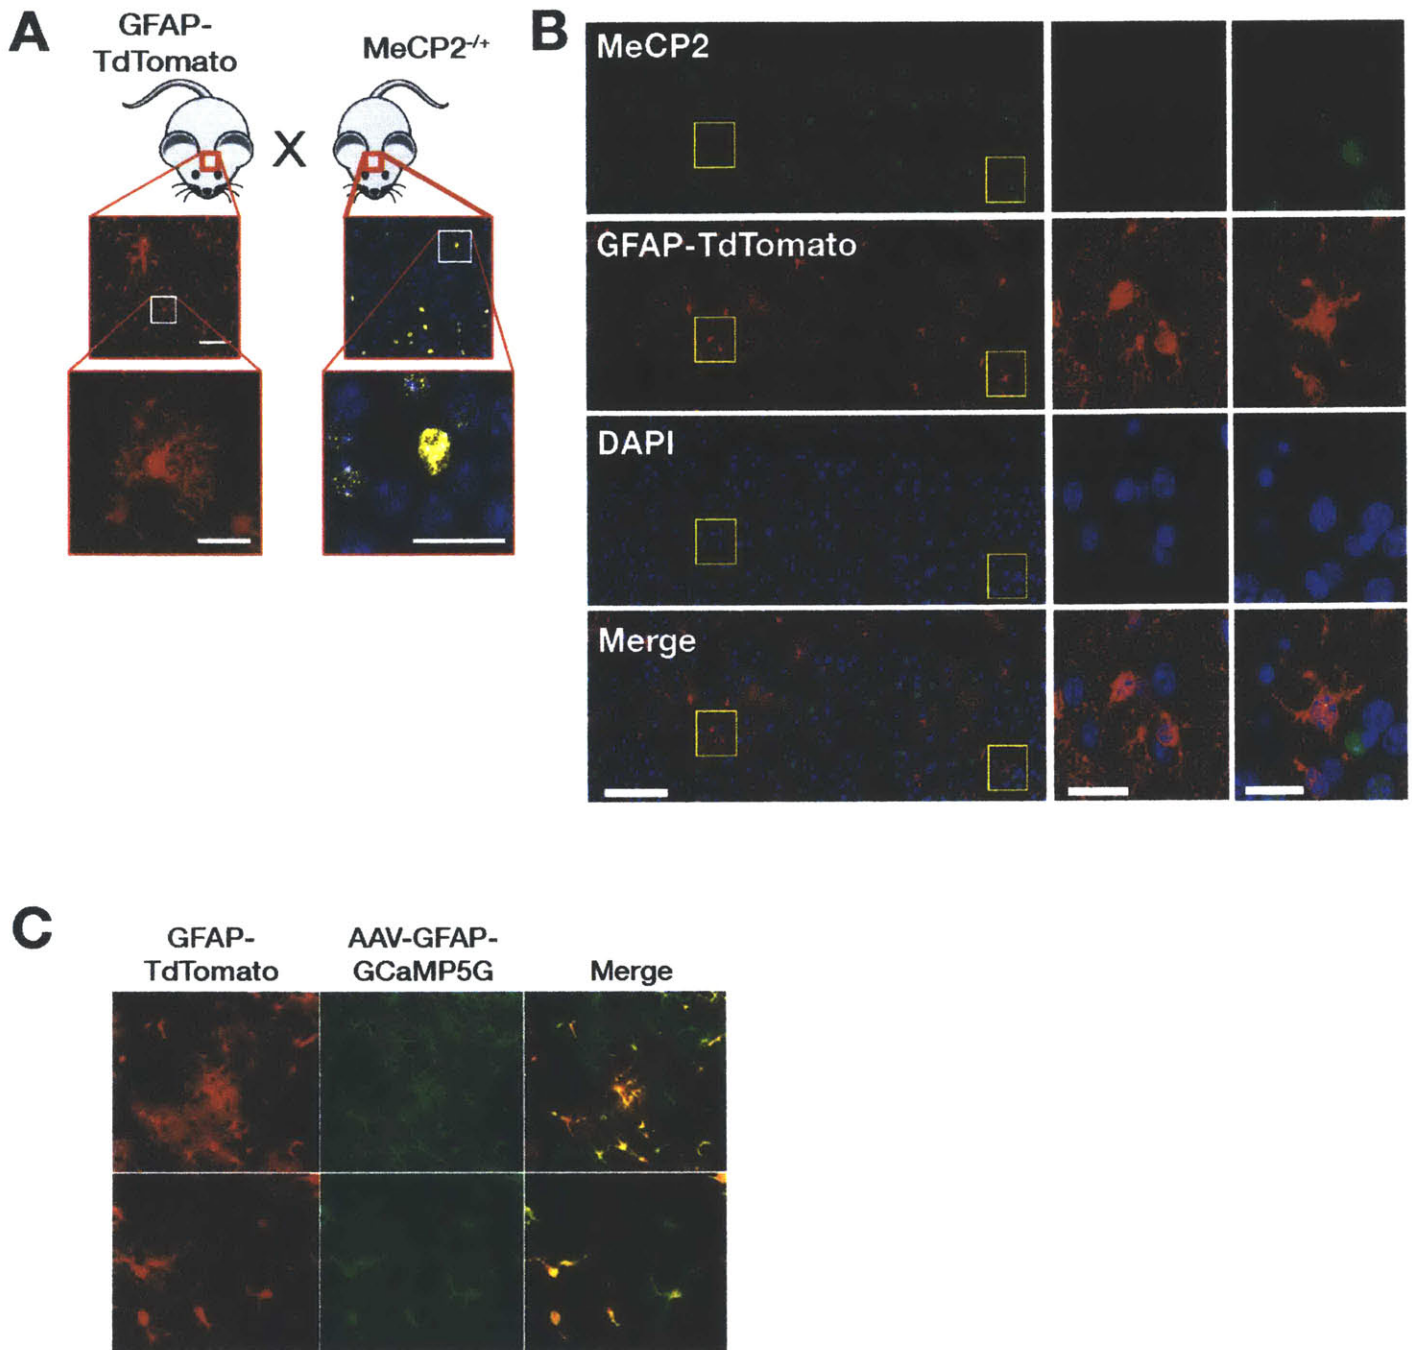 A
GFAP-
TdTomato
MeCP2-/+
X
B
MeCP2
GFAP-TdTomato
DAPI
Merge
C
GFAP-
TdTomato
AAV-GFAP-
GCaMP5G
Merge